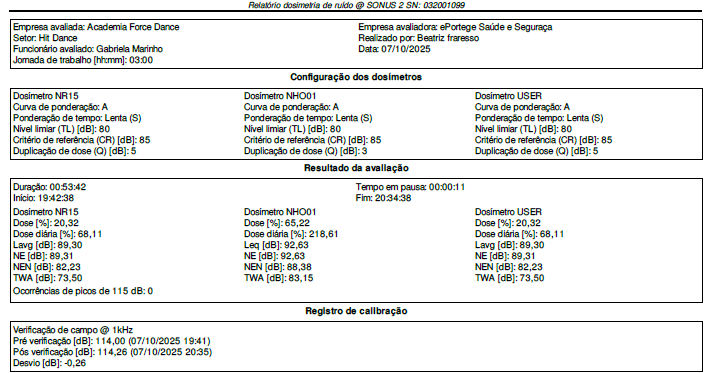 Relatório dosimetria de ruído @ SONUS 2 SN: 032001099
Empresa avaliada: Academia Force Dance
Empresa avaliadora: ePortege Saúde e Seguraça
Setor: Hit Dance
Realizado por: Beatriz fraresso
Funcionário avaliado: Gabriela Marinho
Data: 07/10/2025
Jornada de trabalho [hh:mm]: 03:00
Configuração dos dosímetros
Dosímetro NR15
Curva de ponderação: A
Ponderação de tempo: Lenta (S)
Nível limiar (TL) [dB]: 80
Critério de referência (CR) [dB]: 85
Duplicação de dose (Q) [dB]: 5
Dosímetro NHO01
Curva de ponderação: A
Ponderação de tempo: Lenta (S)
Nível limiar (TL) [dB]: 80
Critério de referência (CR) [dB]: 85
Duplicação de dose (Q) [dB]: 3
Dosímetro USER
Curva de ponderação: A
Ponderação de tempo: Lenta (S)
Nível limiar (TL) [dB]: 80
Critério de referência (CR) [dB]: 85
Duplicação de dose (Q) [dB]: 5
Resultado da avaliação
Duração: 00:53:42
Tempo em pausa: 00:00:11
Início: 19:42:38
Fim: 20:34:38
Dosímetro NR15
Dose [%]: 20,32
Dose diária [%]: 68,11
Lavg [dB]: 89,30
NE [dB]: 89,31
NEN [dB]: 82,23
TWA [dB]: 73,50
Dosímetro NHO01
Dose [%]: 65,22
Dose diária [%]: 218,61
Leq [dB]: 92,63
NE [dB]: 92,63
NEN [dB]: 88,38
TWA [dB]: 83,15
Dosímetro USER
Dose [%]: 20,32
Dose diária [%]: 68,11
Lavg [dB]: 89,30
NE [dB]: 89,31
NEN [dB]: 82,23
TWA [dB]: 73,50
Ocorrências de picos de 115 dB: 0
Registro de calibração
Verificação de campo @ 1kHz
Pré verificação [dB]: 114,00 (07/10/2025 19:41)
Pós verificação [dB]: 114,26 (07/10/2025 20:35)
Desvio [dB]: -0,26